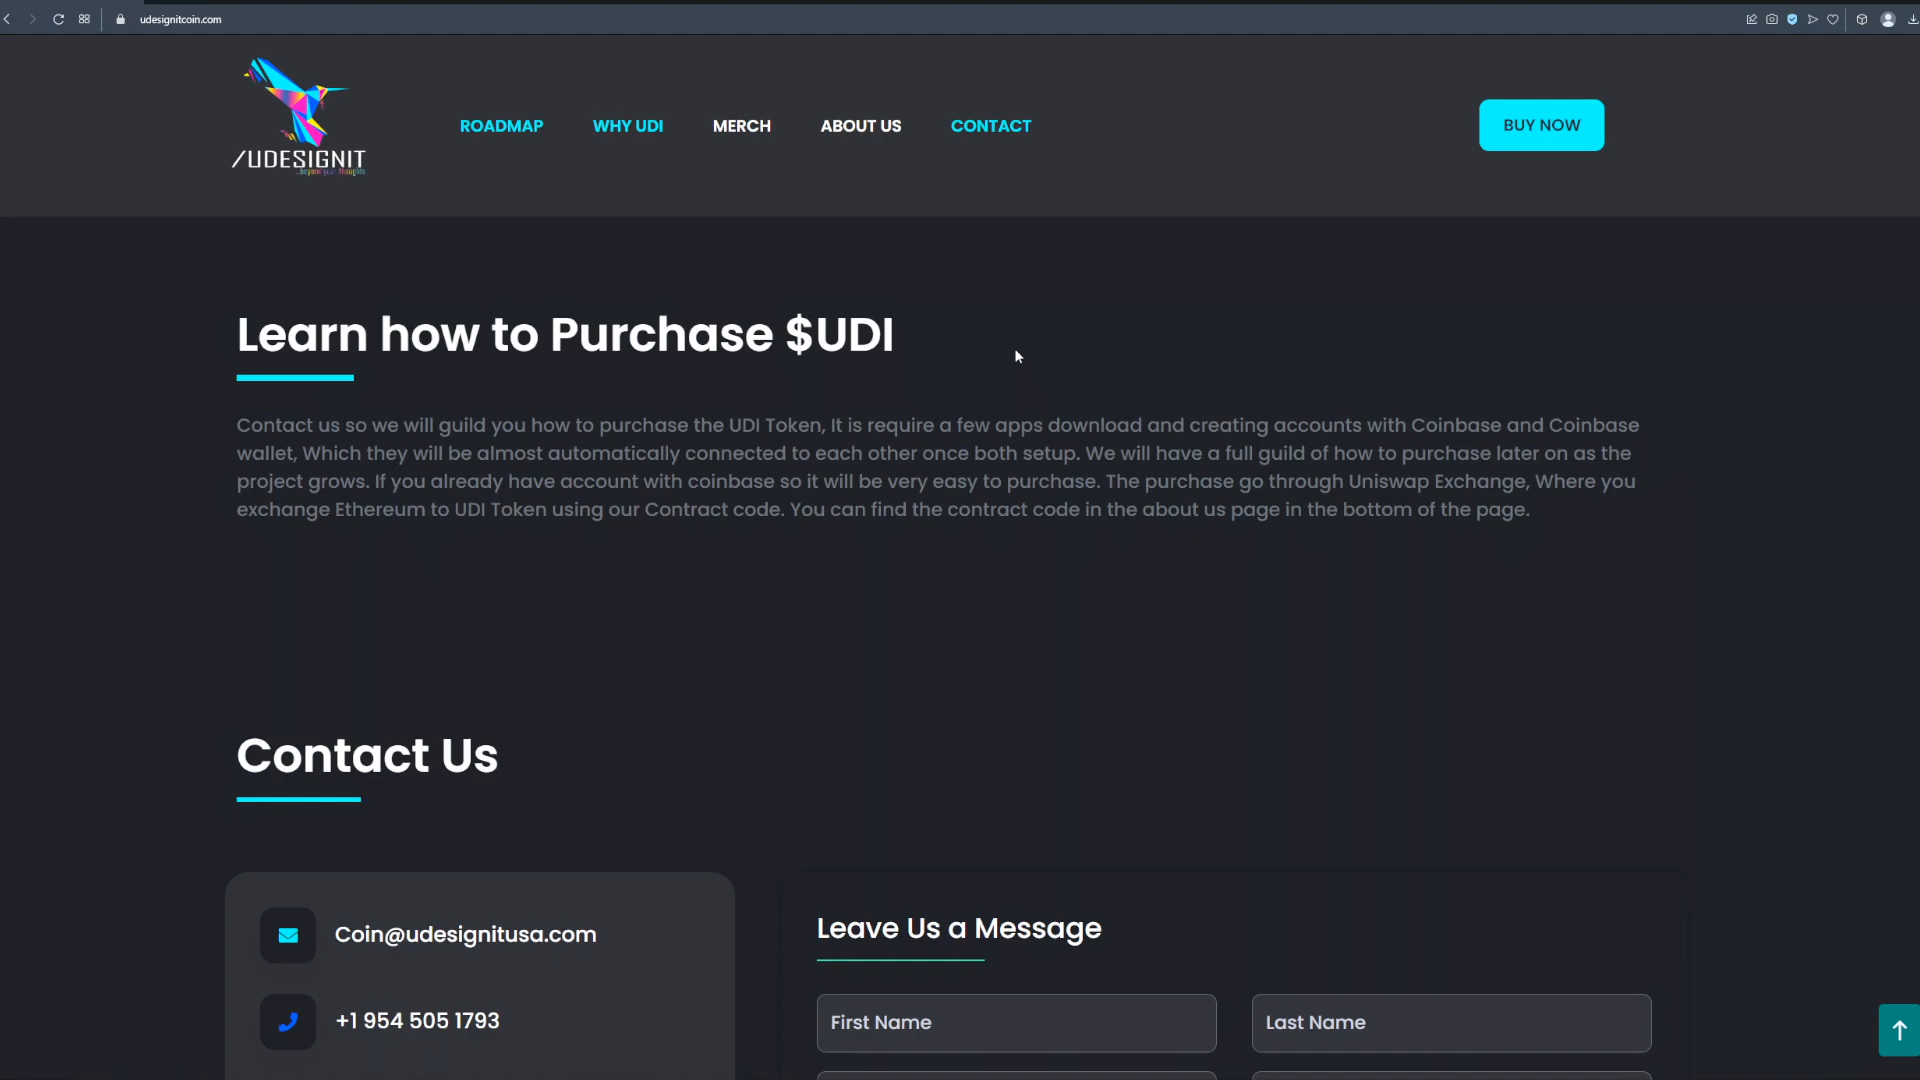 udesignitcoin.com
/UDESIGNIT
...beyond your thoughts
ROADMAP
WHY UDI
MERCH
ABOUT US
CONTACT
BUY NOW
Learn how to Purchase $UDI
Contact us so we will guild you how to purchase the UDI Token, It is require a few apps download and creating accounts with Coinbase and Coinbase
wallet, Which they will be almost automatically connected to each other once both setup. We will have a full guild of how to purchase later on as the
project grows. If you already have account with coinbase so it will be very easy to purchase. The purchase go through Uniswap Exchange, Where you
exchange Ethereum to UDI Token using our Contract code. You can find the contract code in the about us page in the bottom of the page.
Contact Us
Coin@udesignitusa.com
+1 954 505 1793
Leave Us a Message
First Name
Last Name